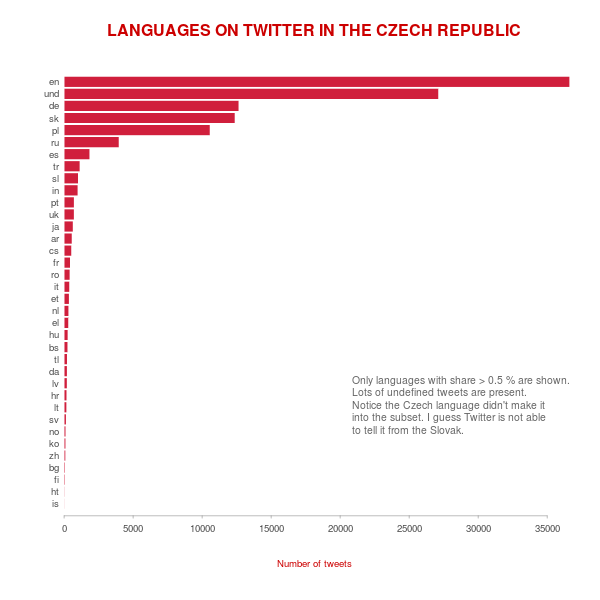 LANGUAGES ON TWITTER IN THE CZECH REPUBLIC
en
und
de
sk
pl
ru
es
tr
sl
in
pt
uk
ja
ar
cs
fr
ro
it
et
nl
el
hu
bs
tl
da
lv
hr
lt
sv
no
ko
zh
bg
fi
ht
is
Only languages with share > 0.5 % are shown.
Lots of undefined tweets are present.
Notice the Czech language didn't make it
into the subset. I guess Twitter is not able
to tell it from the Slovak.
0 5000 10000 15000 20000 25000 30000 35000
Number of tweets